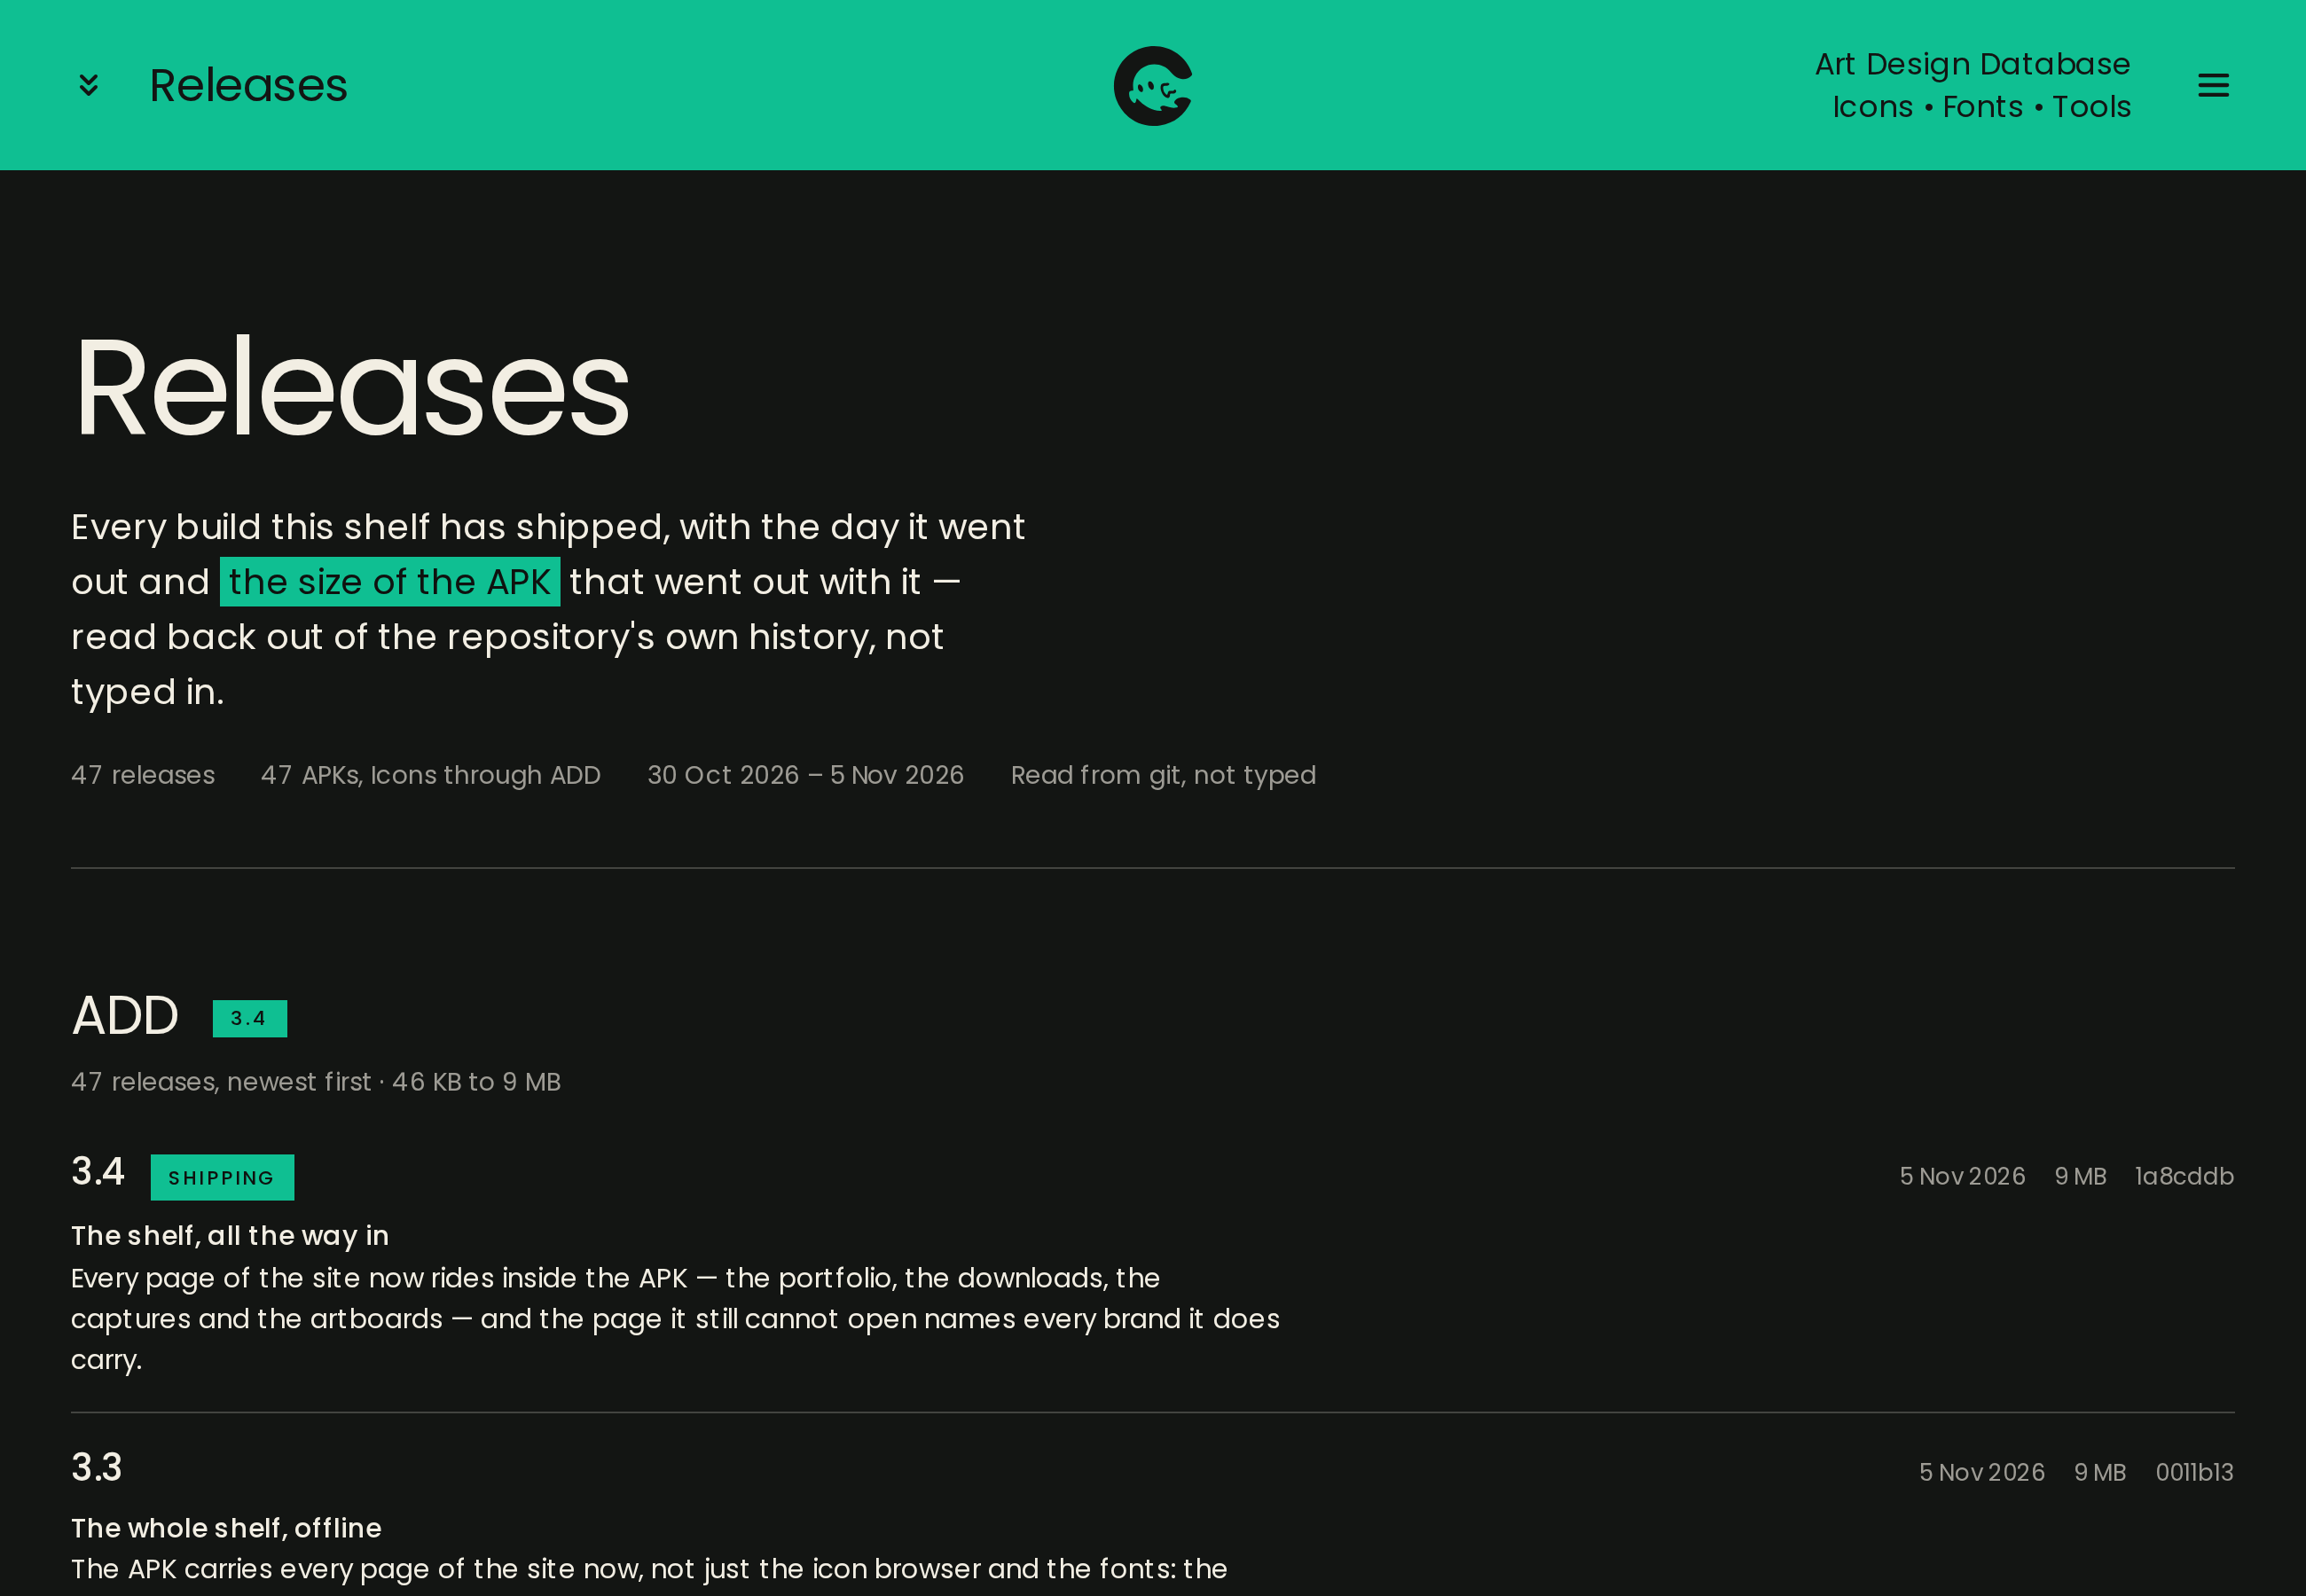 Releases
Art Design Database
Icons • Fonts • Tools
Releases
Every build this shelf has shipped, with the day it went
out and the size of the APK that went out with it —
read back out of the repository's own history, not
typed in.
47 releases 47 APKs, Icons through ADD 30 Oct 2026 – 5 Nov 2026 Read from git, not typed
ADD 3.4
47 releases, newest first · 46 KB to 9 MB
3.4 SHIPPING 5 Nov 2026 9 MB 1a8cddb
The shelf, all the way in
Every page of the site now rides inside the APK — the portfolio, the downloads, the
captures and the artboards — and the page it still cannot open names every brand it does
carry.
3.3 5 Nov 2026 9 MB 0011b13
The whole shelf, offline
The APK carries every page of the site now, not just the icon browser and the fonts: the